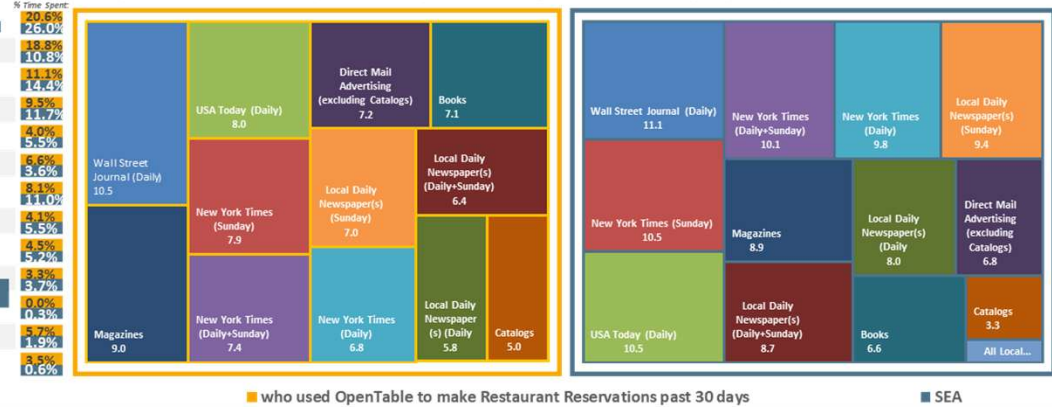 % Time Spent:
20.6%
26.0%
18.8%
10.8%
11.1%
14.4%
9.5%
11.7%
4.0%
5.5%
6.6%
3.6%
8.1%
11.0%
4.1%
5.5%
4.5%
5.2%
3.3%
3.7%
0.0%
0.3%
5.7%
1.9%
3.5%
0.6%
Wall Street
Journal (Daily)
10.5
Magazines
9.0
USA Today (Daily)
8.0
New York Times
(Sunday)
7.9
New York Times
(Daily+Sunday)
7.4
Direct Mail
Advertising
(excluding Catalogs)
7.2
Books
7.1
Local Daily
Newspaper(s)
(Sunday)
7.0
New York Times
(Daily)
6.8
Local Daily
Newspaper(s)
(Daily+Sunday)
6.4
Local Daily
Newspaper
(s) (Daily
5.8
Catalogs
5.0
Wall Street Journal (Daily)
11.1
New York Times (Sunday)
10.5
USA Today (Daily)
10.5
New York Times
(Daily+Sunday)
10.1
New York Times
(Daily)
9.8
Local Daily
Newspaper(s)
(Sunday)
9.4
Magazines
8.9
Local Daily
Newspaper(s)
(Daily+Sunday)
8.7
Local Daily
Newspaper(s)
(Daily
8.0
Direct Mail
Advertising
(excluding
Catalogs)
6.8
Books
6.6
Catalogs
3.3
All Local...
who used OpenTable to make Restaurant Reservations past 30 days
SEA